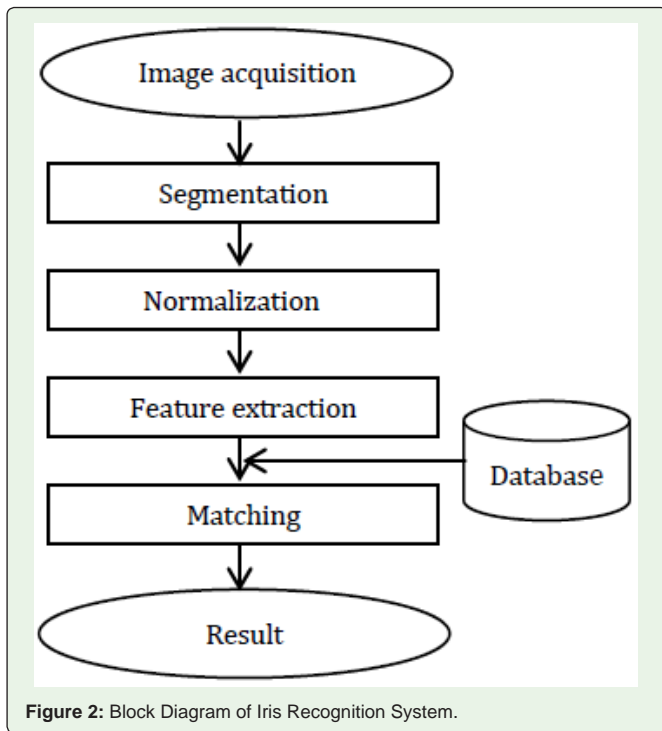 Image acquisition
Segmentation
Normalization
Feature extraction
Database
Matching
Result
Figure 2: Block Diagram of Iris Recognition System.